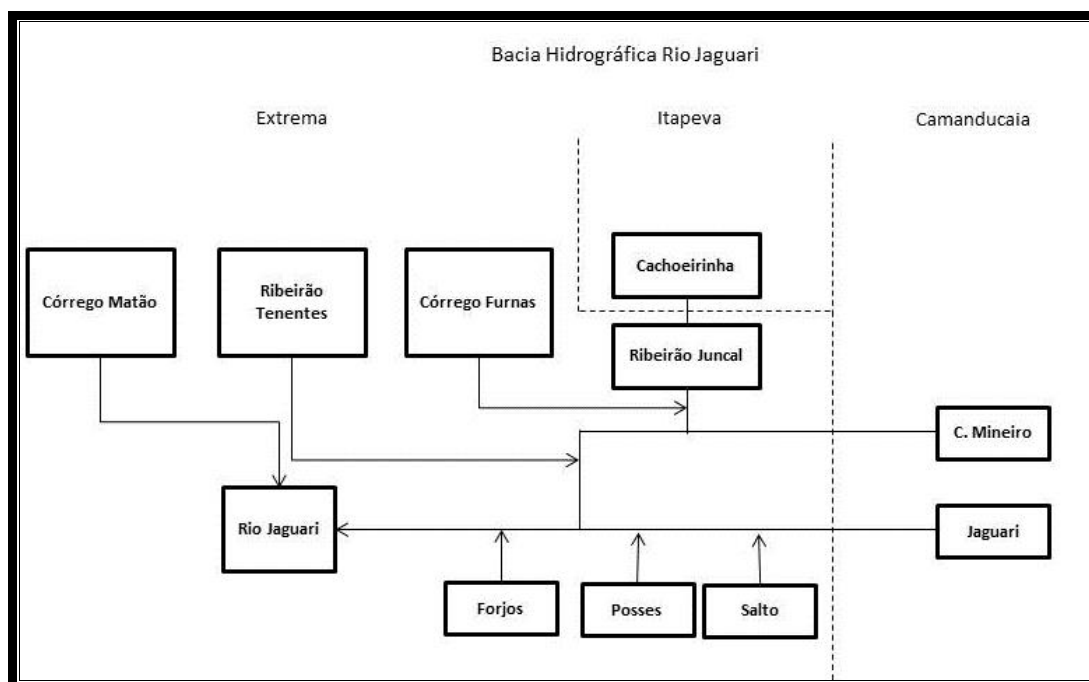 Bacia Hidrográfica Rio Jaguari
Extrema
Itapeva
Camanducaia
Córrego Matão
Ribeirão
Tenentes
Córrego Furnas
Cachoeirinha
Ribeirão Juncal
C. Mineiro
Rio Jaguari
Jaguari
Forjos
Posses
Salto